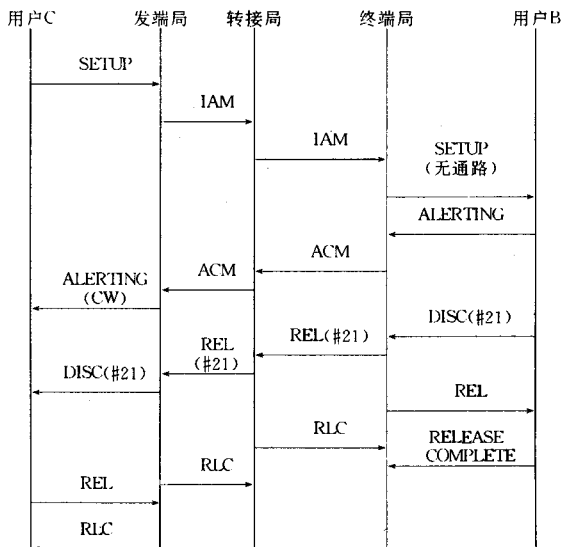 用户C 发端局 转接局 终端局 用户B
SETUP
IAM
IAM
SETUP
(无通路)
ALERTING
ACM
ACM
ALERTING
(CW)
DISC(#21)
REL(#21)
REL
(#21)
DISC(#21)
REL
RLC
RELEASE
COMPLETE
RLC
REL
RLC